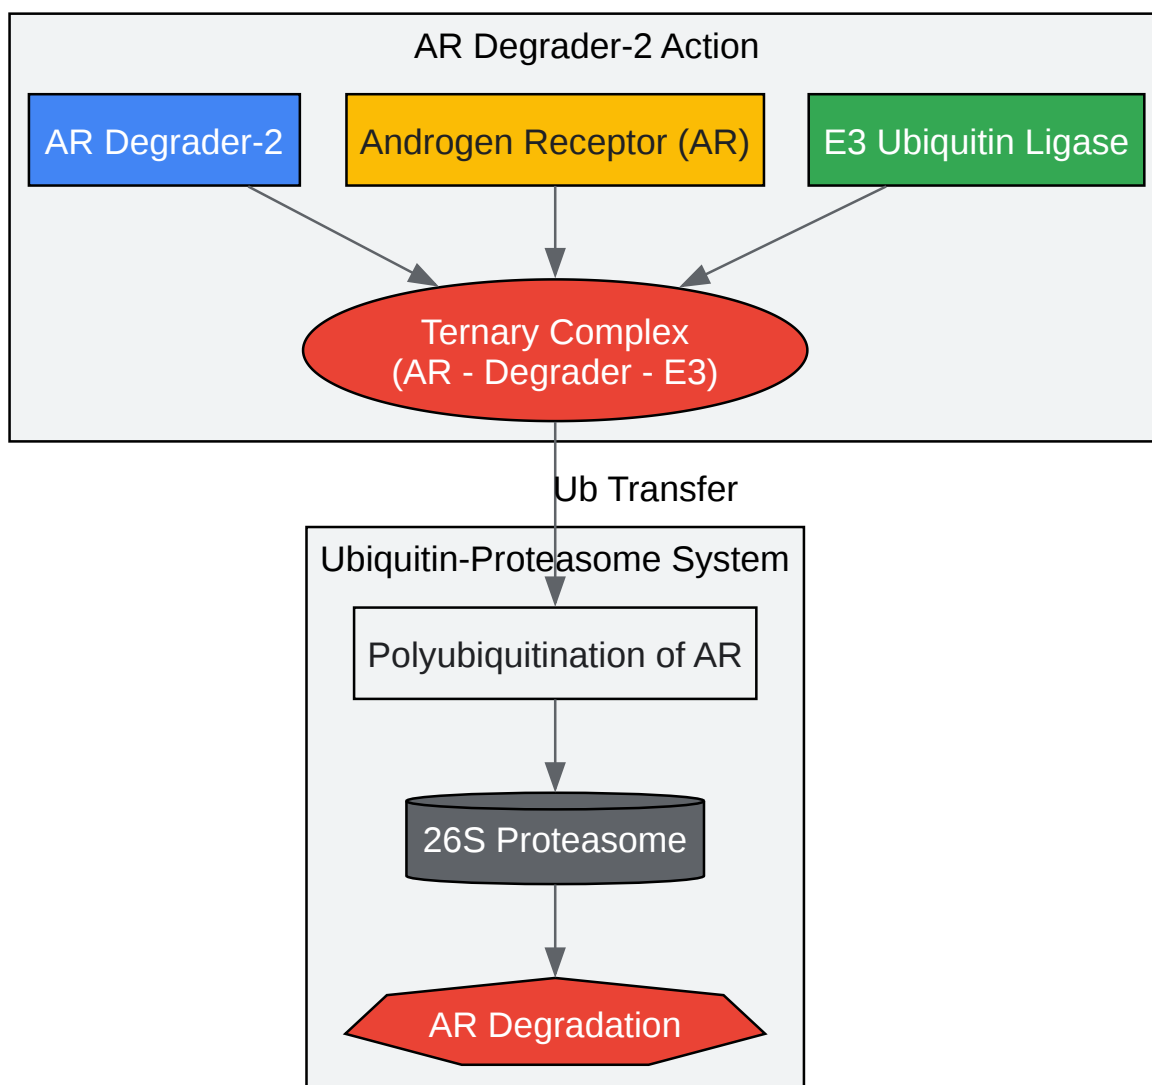 AR Degrader-2 Action
AR Degrader-2
Androgen Receptor (AR)
E3 Ubiquitin Ligase
Ternary Complex
(AR - Degrader - E3)
Ub Transfer
Ubiquitin-Proteasome System
Polyubiquitination of AR
26S Proteasome
AR Degradation